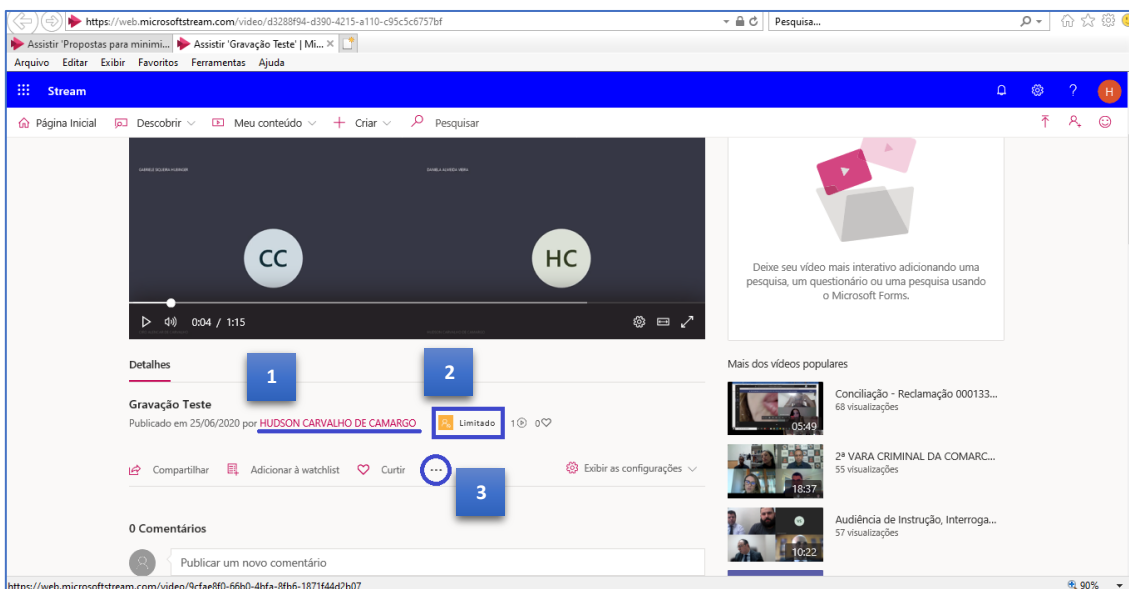 https://web.microsoftstream.com/video/d3288f94-d390-4215-a110-c95c5c6757bf
Pesquisa...
Assistir 'Propostas para minimi...
Assistir 'Gravação Teste' | Mi...
Arquivo Editar Exibir Favoritos Ferramentas Ajuda
Stream
?
H
Página Inicial Descobrir Meu conteúdo Criar Pesquisar
CC
HC
0:04 / 1:15
Deixe seu vídeo mais interativo adicionando uma
pesquisa, um questionário ou uma pesquisa usando
o Microsoft Forms.
Detalhes
1
2
Gravação Teste
Publicado em 25/06/2020 por HUDSON CARVALHO DE CAMARGO
Limitado
1
0
Compartilhar Adicionar à watchlist Curtir ... Exibir as configurações
3
0 Comentários
Publicar um novo comentário
Mais dos vídeos populares
Conciliação - Reclamação 000133...
68 visualizações
05:49
2ª VARA CRIMINAL DA COMARC...
55 visualizações
18:37
Audiência de Instrução, Interroga...
57 visualizações
10:22
https://web.microsoftstream.com/video/9cfae8f0-66b0-4bfa-8fb6-1871f44d2b07
90%